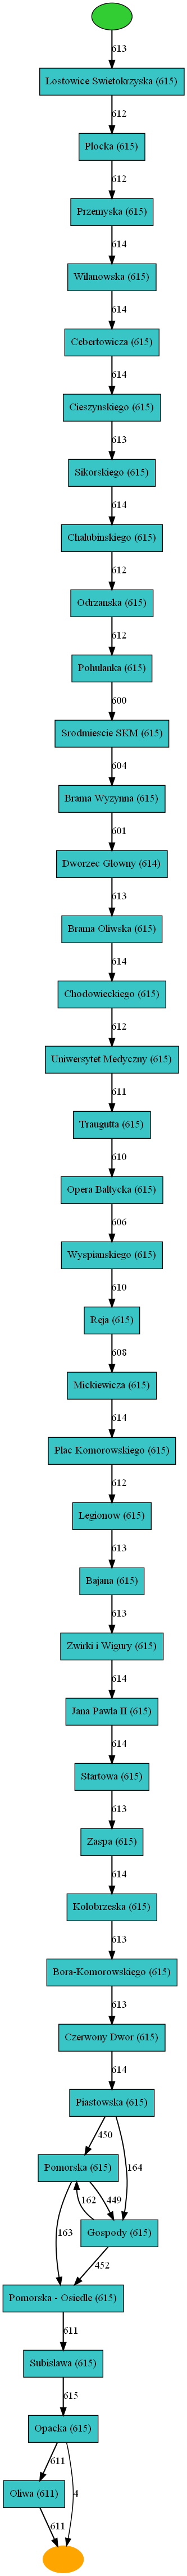 613
Lostowice Swietokrzyska (615)
612
Plocka (615)
612
Przemyska (615)
614
Wilanowska (615)
614
Cebertowicza (615)
614
Cieszynskiego (615)
613
Sikorskiego (615)
614
Chalubinskiego (615)
612
Odrzanska (615)
612
Pohulanka (615)
600
Srodmiescie SKM (615)
604
Brama Wyzynna (615)
601
Dworzec Glowny (614)
613
Brama Oliwska (615)
614
Chodowieckiego (615)
612
Uniwersytet Medyczny (615)
611
Traugutta (615)
610
Opera Baltycka (615)
606
Wyspianskiego (615)
610
Reja (615)
608
Mickiewicza (615)
614
Plac Komorowskiego (615)
612
Legionow (615)
613
Bajana (615)
613
Zwirki i Wigury (615)
614
Jana Pawla II (615)
614
Startowa (615)
613
Zaspa (615)
614
Kolobrzeska (615)
613
Bora-Komorowskiego (615)
613
Czerwony Dwor (615)
614
Piastowska (615)
450
164
Pomorska (615)
163
162
449
Gospody (615)
452
Pomorska - Osiedle (615)
611
Subislawa (615)
615
Opacka (615)
611
Oliwa (611)
4
611